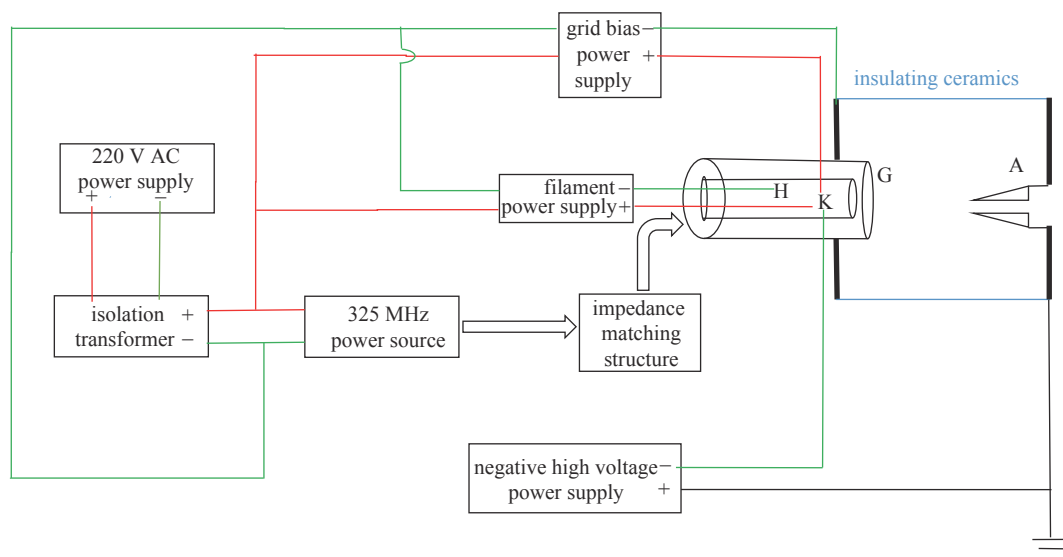 grid bias −
power
supply +
insulating ceramics
220 V AC
power supply
+ −
filament −
power supply +
H
K
G
A
isolation +
transformer −
325 MHz
power source
impedance
matching
structure
negative high voltage −
power supply +